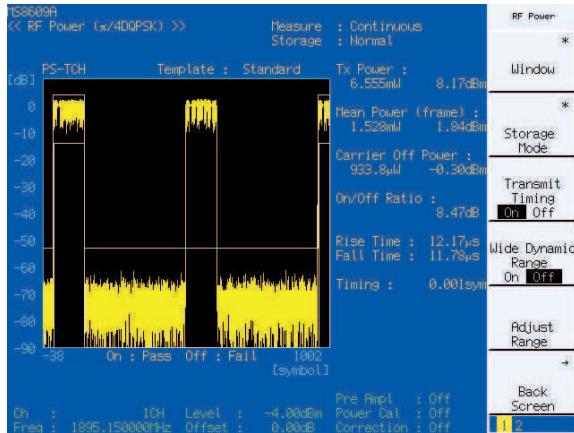 MS8609A
<< RF Power (π/4DQPSK) >>
Measure : Continuous
Storage : Normal
PS-TCH Template : Standard
[dB]
0
-10
-20
-30
-40
-50
-60
-70
-80
-90
-38 On : Pass Off : Fail 1002
[symbol]
Tx Power :
6.555mW 8.17dBm
Mean Power (frame) :
1.528mW 1.84dBm
Carrier Off Power :
933.8μW -0.30dBm
On/Off Ratio :
8.47dB
Rise Time : 12.17μs
Fall Time : 11.78μs
Timing : 0.001sym
Pre Ampl : Off
Ch : 1CH Level : -4.00dBm Power Cal : Off
Freq : 1895.150000MHz Offset : 0.00dB Correction : Off
RF Power
*
Window
*
Storage
Mode
Transmit
Timing
On Off
Wide Dynamic
Range
On Off
Adjust
Range
→
Back
Screen
1 2